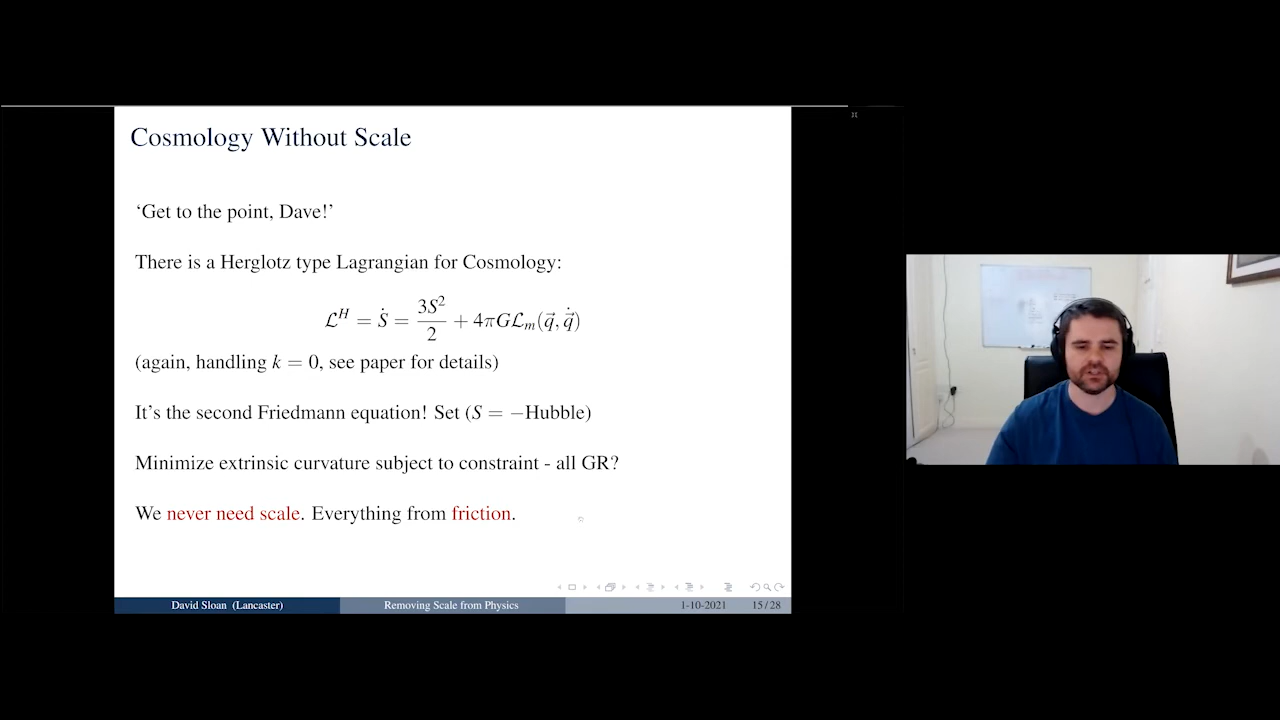 Cosmology Without Scale
‘Get to the point, Dave!’
There is a Herglotz type Lagrangian for Cosmology:
ℒᴴ = Ṡ = 3S²/2 + 4πGℒₘ(q⃗, q̇⃗)
(again, handling k = 0, see paper for details)
It’s the second Friedmann equation! Set (S = −Hubble)
Minimize extrinsic curvature subject to constraint - all GR?
We never need scale. Everything from friction.
David Sloan (Lancaster) Removing Scale from Physics 1-10-2021 15 / 28